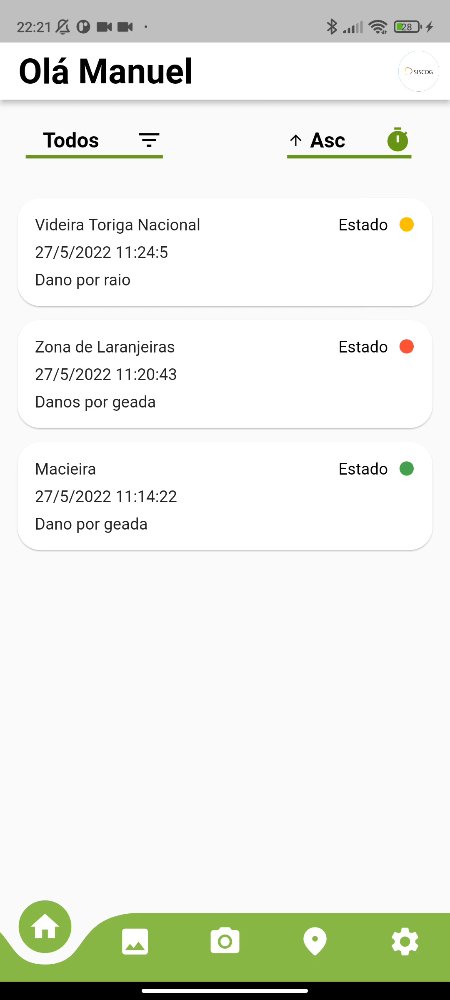 22:21
28
Olá Manuel
SISCOG
Todos
Asc
Videira Toriga Nacional
Estado
27/5/2022 11:24:5
Dano por raio
Zona de Laranjeiras
Estado
27/5/2022 11:20:43
Danos por geada
Macieira
Estado
27/5/2022 11:14:22
Dano por geada